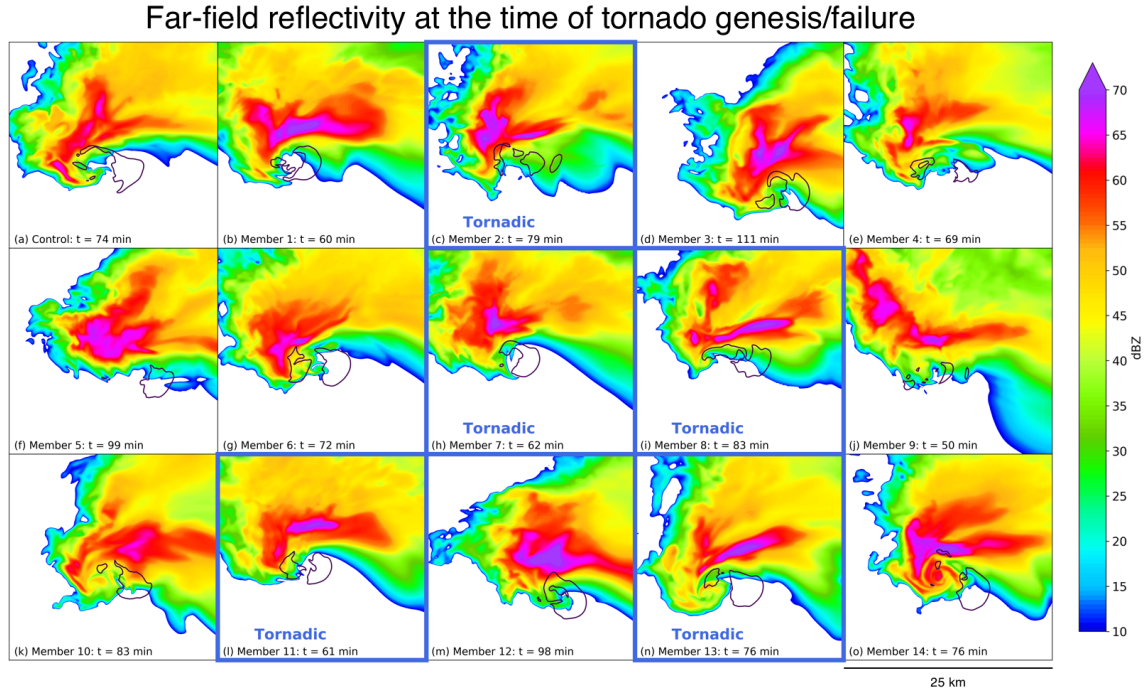 Far-field reflectivity at the time of tornado genesis/failure
(a) Control: t = 74 min
(b) Member 1: t = 60 min
Tornadic
(c) Member 2: t = 79 min
(d) Member 3: t = 111 min
(e) Member 4: t = 69 min
(f) Member 5: t = 99 min
(g) Member 6: t = 72 min
Tornadic
(h) Member 7: t = 62 min
Tornadic
(i) Member 8: t = 83 min
(j) Member 9: t = 50 min
(k) Member 10: t = 83 min
Tornadic
(l) Member 11: t = 61 min
(m) Member 12: t = 98 min
Tornadic
(n) Member 13: t = 76 min
(o) Member 14: t = 76 min
25 km
70
65
60
55
50
45
40
35
30
25
20
15
10
dBZ